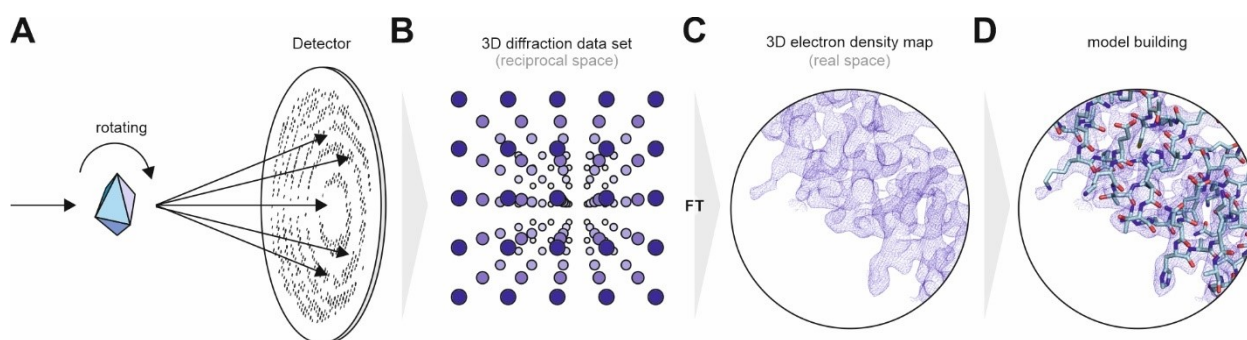 A
rotating
Detector
B
3D diffraction data set
(reciprocal space)
FT
C
3D electron density map
(real space)
D
model building